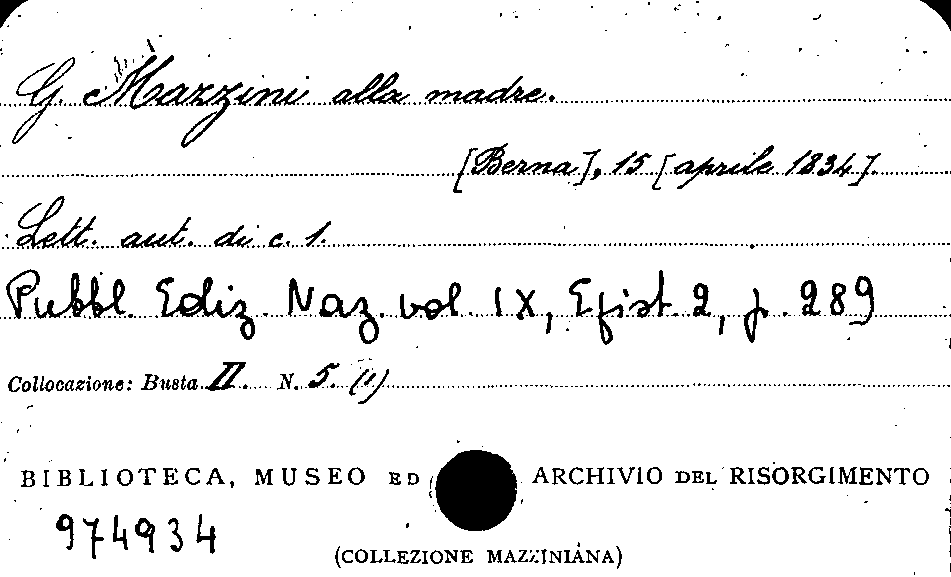 G. Mazzini alla madre.
[Berna], 15 [aprile 1834].
Lett. aut. di c. 1.
Pubbl. Ediz. Naz. vol. IX, Epist. 2, p. 289
Collocazione: Busta II. N. 5. (1)
BIBLIOTECA, MUSEO ED ARCHIVIO DEL RISORGIMENTO
974934
(COLLEZIONE MAZZINIANA)